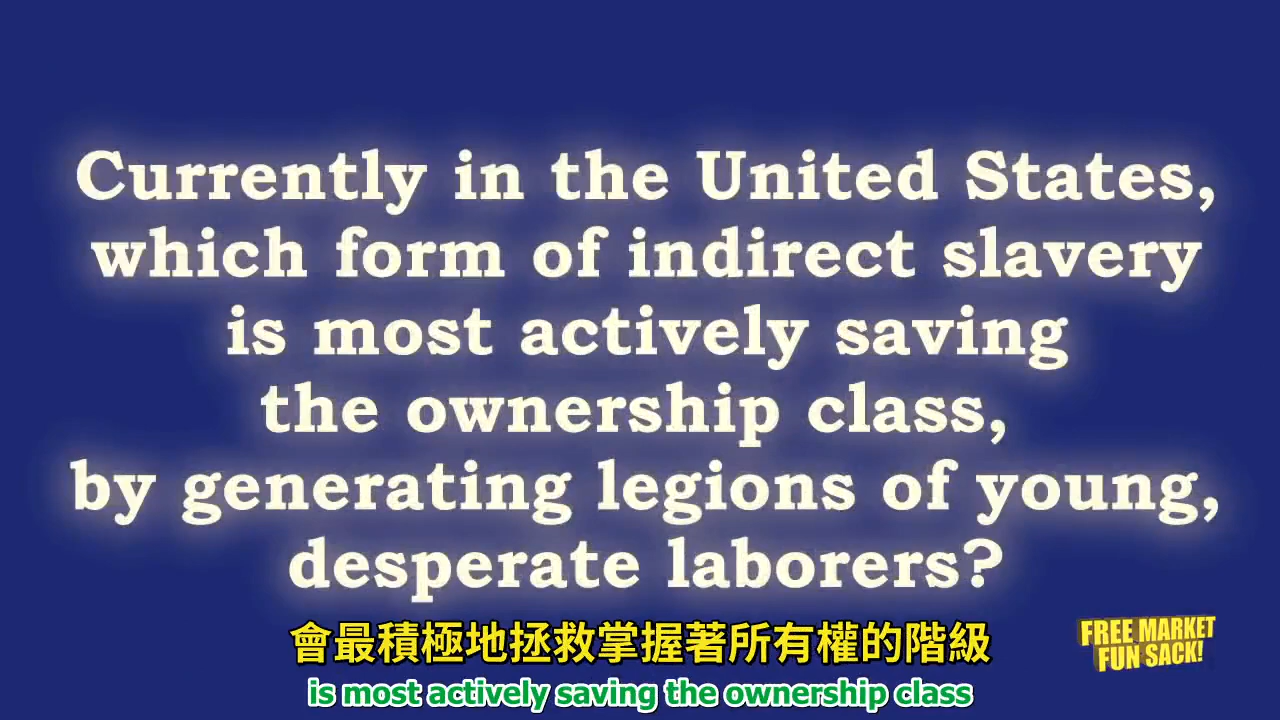 Currently in the United States,
which form of indirect slavery
is most actively saving
the ownership class,
by generating legions of young,
desperate laborers?
會最積極地拯救掌握著所有權的階級
is most actively saving the ownership class
FREE MARKET
FUN SACK!